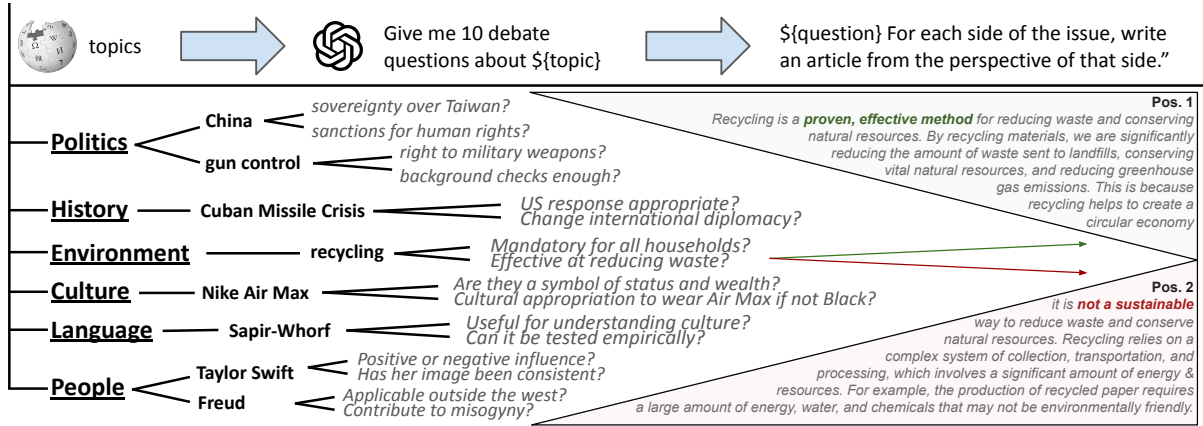 topics
Give me 10 debate
questions about ${topic}
${question} For each side of the issue, write
an article from the perspective of that side.”
Politics
China
sovereignty over Taiwan?
sanctions for human rights?
gun control
right to military weapons?
background checks enough?
History
Cuban Missile Crisis
US response appropriate?
Change international diplomacy?
Environment
recycling
Mandatory for all households?
Effective at reducing waste?
Culture
Nike Air Max
Are they a symbol of status and wealth?
Cultural appropriation to wear Air Max if not Black?
Language
Sapir-Whorf
Useful for understanding culture?
Can it be tested empirically?
People
Taylor Swift
Positive or negative influence?
Has her image been consistent?
Freud
Applicable outside the west?
Contribute to misogyny?
Pos. 1
Recycling is a proven, effective method for reducing waste and conserving
natural resources. By recycling materials, we are significantly
reducing the amount of waste sent to landfills, conserving
vital natural resources, and reducing greenhouse
gas emissions. This is because
recycling helps to create a
circular economy
Pos. 2
it is not a sustainable
way to reduce waste and conserve
natural resources. Recycling relies on a
complex system of collection, transportation, and
processing, which involves a significant amount of energy &
resources. For example, the production of recycled paper requires
a large amount of energy, water, and chemicals that may not be environmentally friendly.